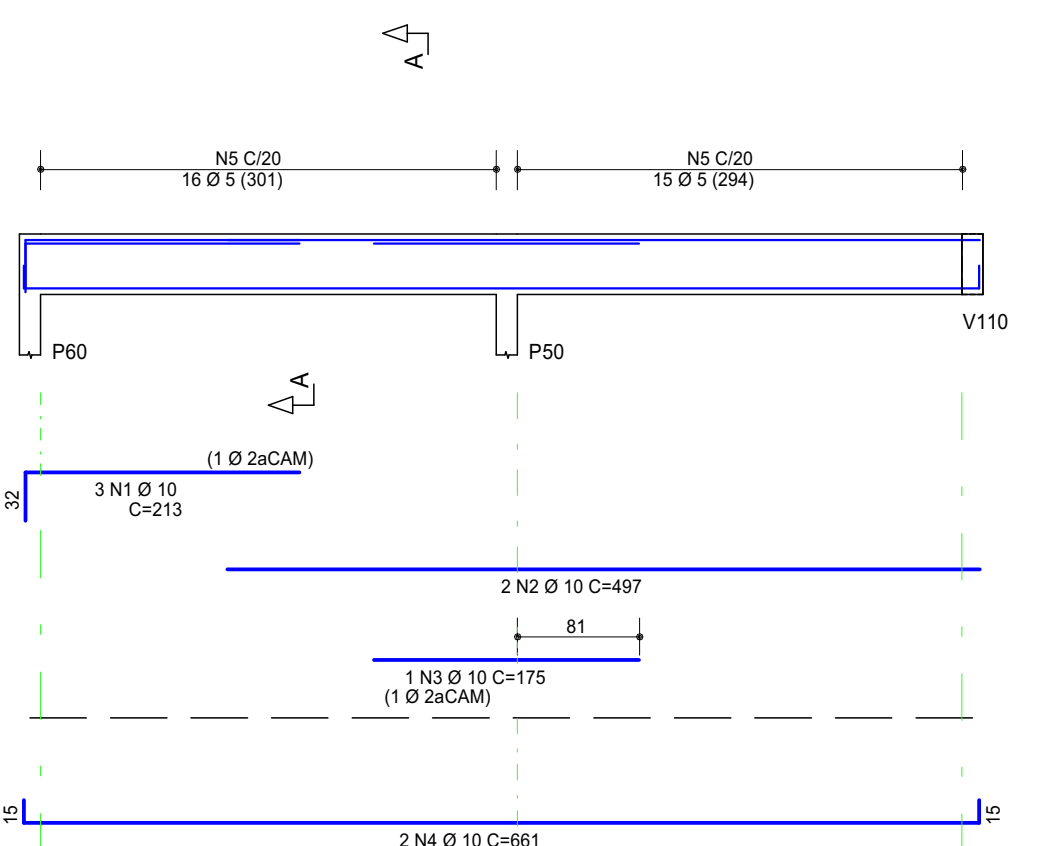 A
N5 C/20
16 Ø 5 (301)
N5 C/20
15 Ø 5 (294)
V110
P60
P50
A
(1 Ø 2aCAM)
32
3 N1 Ø 10
C=213
2 N2 Ø 10 C=497
81
1 N3 Ø 10 C=175
(1 Ø 2aCAM)
15
15
2 N4 Ø 10 C=661